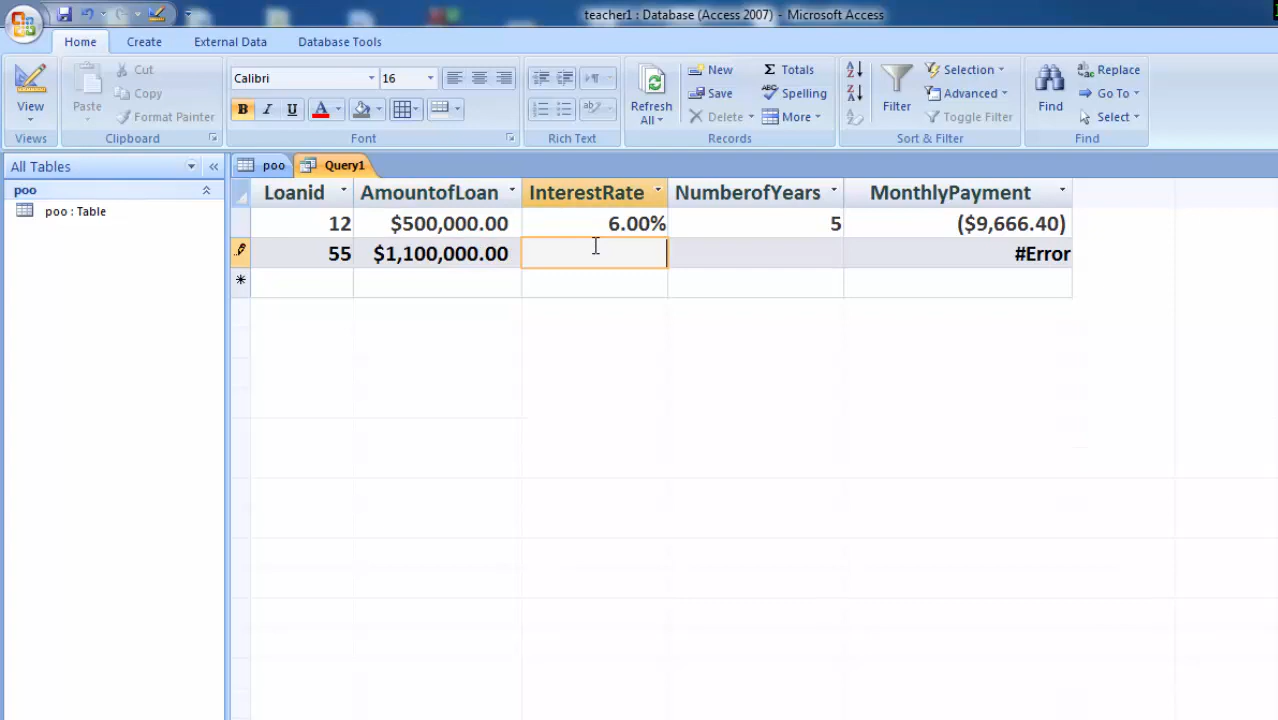 teacher1 : Database (Access 2007) - Microsoft Access
Home Create External Data Database Tools
View
Views
Paste
Cut
Copy
Format Painter
Clipboard
Calibri 16
B I U A
Font
Rich Text
Refresh All
New
Save
Delete
Totals
Spelling
More
Records
Filter
Selection
Advanced
Toggle Filter
Sort & Filter
Find
Replace
Go To
Select
Find
All Tables
poo
poo : Table
poo Query1
Loanid AmountofLoan InterestRate NumberofYears MonthlyPayment
12 $500,000.00 6.00% 5 ($9,666.40)
55 $1,100,000.00 #Error